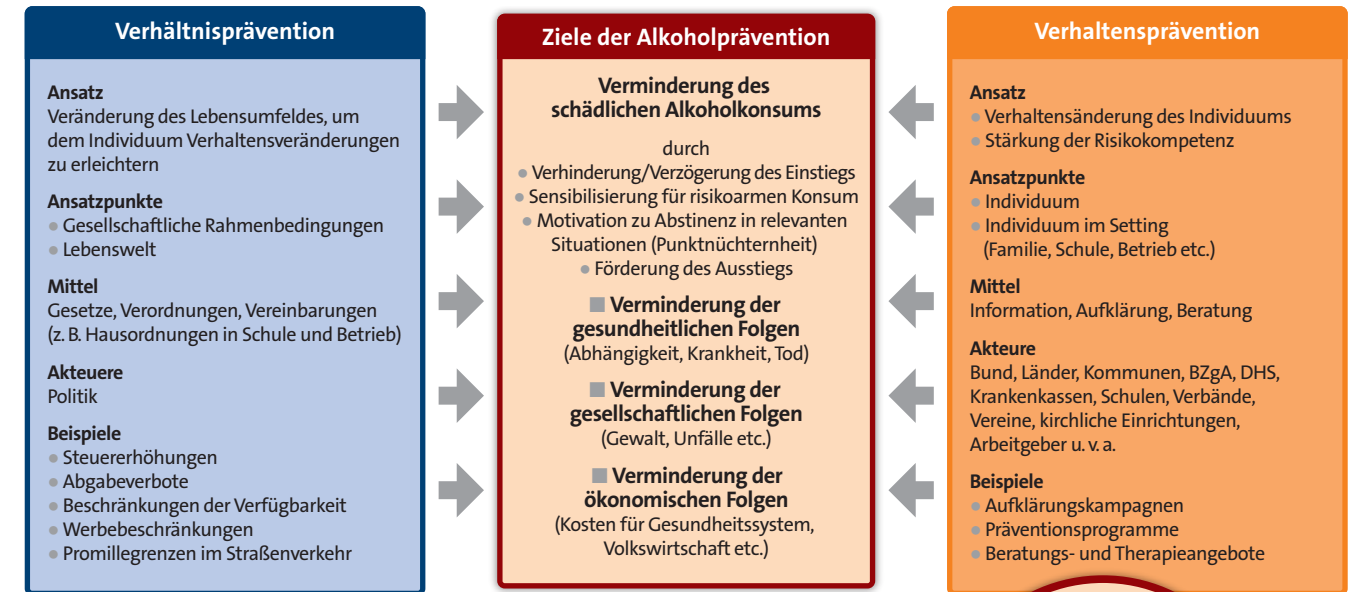 Verhältnisprävention
Ansatz
Veränderung des Lebensumfeldes, um
dem Individuum Verhaltensveränderungen
zu erleichtern
Ansatzpunkte
● Gesellschaftliche Rahmenbedingungen
● Lebenswelt
Mittel
Gesetze, Verordnungen, Vereinbarungen
(z. B. Hausordnungen in Schule und Betrieb)
Akteuere
Politik
Beispiele
● Steuererhöhungen
● Abgabeverbote
● Beschränkungen der Verfügbarkeit
● Werbebeschränkungen
● Promillegrenzen im Straßenverkehr
Ziele der Alkoholprävention
Verminderung des
schädlichen Alkoholkonsums
durch
● Verhinderung/Verzögerung des Einstiegs
● Sensibilisierung für risikoarmen Konsum
● Motivation zu Abstinenz in relevanten
Situationen (Punktnüchternheit)
● Förderung des Ausstiegs
■ Verminderung der
gesundheitlichen Folgen
(Abhängigkeit, Krankheit, Tod)
■ Verminderung der
gesellschaftlichen Folgen
(Gewalt, Unfälle etc.)
■ Verminderung der
ökonomischen Folgen
(Kosten für Gesundheitssystem,
Volkswirtschaft etc.)
Verhaltensprävention
Ansatz
● Verhaltensänderung des Individuums
● Stärkung der Risikokompetenz
Ansatzpunkte
● Individuum
● Individuum im Setting
(Familie, Schule, Betrieb etc.)
Mittel
Information, Aufklärung, Beratung
Akteure
Bund, Länder, Kommunen, BZgA, DHS,
Krankenkassen, Schulen, Verbände,
Vereine, kirchliche Einrichtungen,
Arbeitgeber u. v. a.
Beispiele
● Aufklärungskampagnen
● Präventionsprogramme
● Beratungs- und Therapieangebote